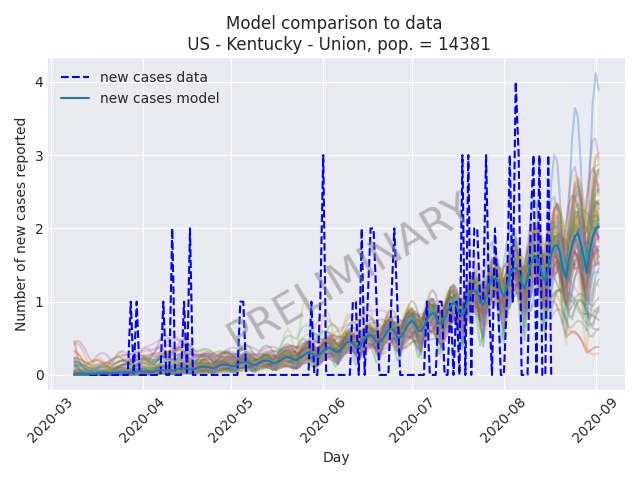 Model comparison to data
US - Kentucky - Union, pop. = 14381
new cases data
new cases model
Number of new cases reported
4
3
2
1
0
PRELIMINARY
2020-03
2020-04
2020-05
2020-06
2020-07
2020-08
2020-09
Day